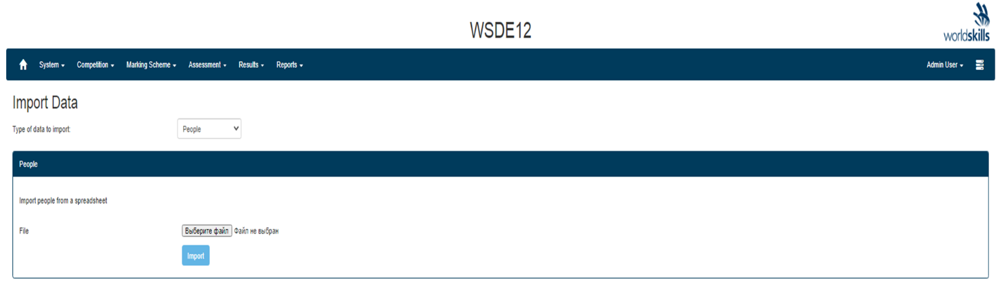 WSDE12
worldskills
System Competition Marking Scheme Assessment Results Reports Admin User
Import Data
Type of data to import: People
People
Import people from a spreadsheet
File Выберите файл Файл не выбран
Import